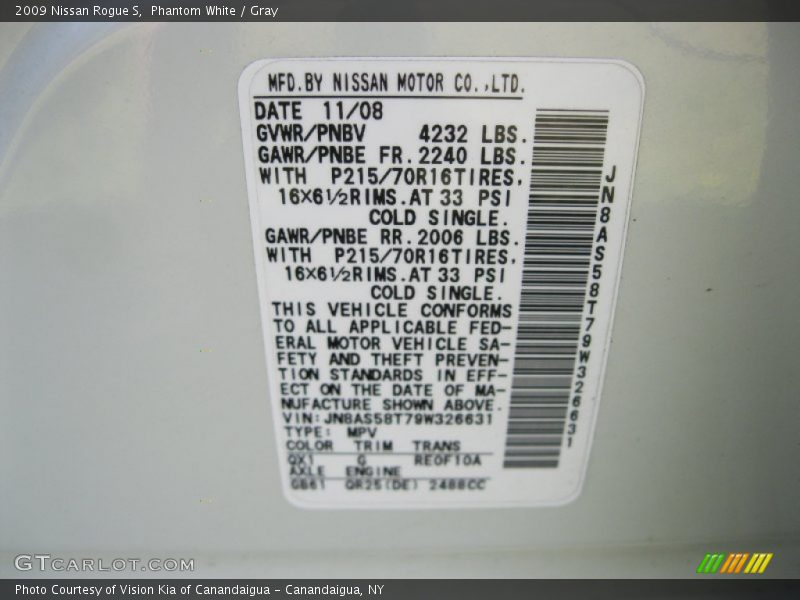 2009 Nissan Rogue S, Phantom White / Gray
MFD.BY NISSAN MOTOR CO.,LTD.
DATE 11/08
GVWR/PNBV 4232 LBS.
GAWR/PNBE FR.2240 LBS.
WITH P215/70R16TIRES,
16X6½RIMS.AT 33 PSI
COLD SINGLE.
GAWR/PNBE RR.2006 LBS.
WITH P215/70R16TIRES,
16X6½RIMS.AT 33 PSI
COLD SINGLE.
THIS VEHICLE CONFORMS
TO ALL APPLICABLE FED-
ERAL MOTOR VEHICLE SA-
FETY AND THEFT PREVEN-
TION STANDARDS IN EFF-
ECT ON THE DATE OF MA-
NUFACTURE SHOWN ABOVE.
VIN:JN8AS58T79W326631
TYPE: MPV
COLOR TRIM TRANS
QX1 G RE0F10A
AXLE ENGINE
GB61 QR25(DE) 2488CC
JN8AS58T79W326631
GTCARLOT.COM
Photo Courtesy of Vision Kia of Canandaigua - Canandaigua, NY